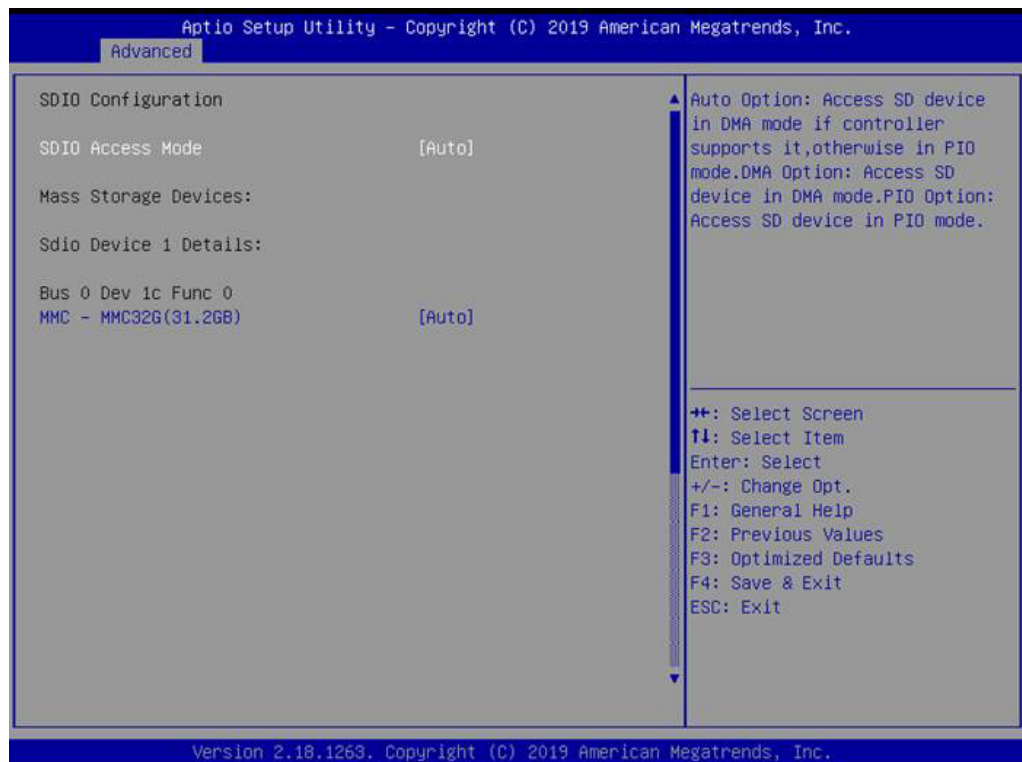 Aptio Setup Utility – Copyright (C) 2019 American Megatrends, Inc.
Advanced
SDIO Configuration
SDIO Access Mode [Auto]
Mass Storage Devices:
Sdio Device 1 Details:
Bus 0 Dev 1c Func 0
MMC - MMC32G(31.2GB) [Auto]
Auto Option: Access SD device
in DMA mode if controller
supports it,otherwise in PIO
mode.DMA Option: Access SD
device in DMA mode.PIO Option:
Access SD device in PIO mode.
→←: Select Screen
↑↓: Select Item
Enter: Select
+/-: Change Opt.
F1: General Help
F2: Previous Values
F3: Optimized Defaults
F4: Save & Exit
ESC: Exit
Version 2.18.1263. Copyright (C) 2019 American Megatrends, Inc.